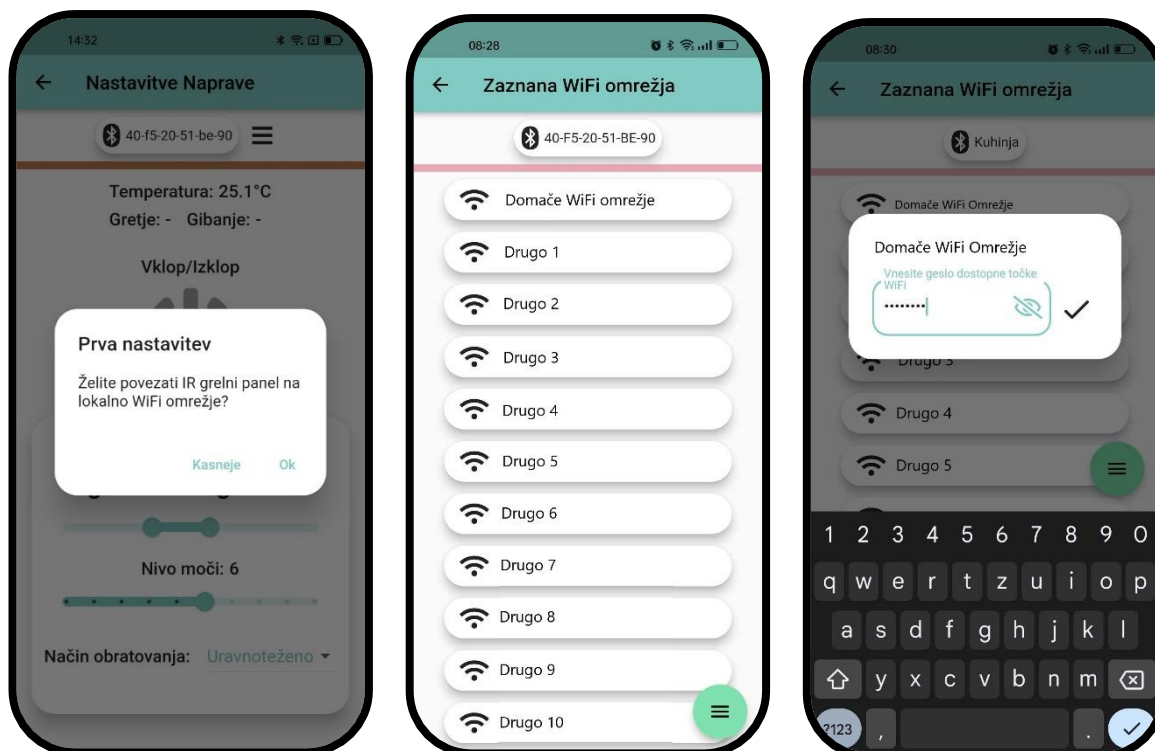 14:32
Nastavitve Naprave
40-f5-20-51-be-90
Temperatura: 25.1°C
Gretje: - Gibanje: -
Vklop/Izklop
Prva nastavitev
Želite povezati IR grelni panel na
lokalno WiFi omrežje?
Kasneje Ok
Nivo moči: 6
Način obratovanja: Uravnoteženo
08:28
Zaznana WiFi omrežja
40-F5-20-51-BE-90
Domače WiFi omrežje
Drugo 1
Drugo 2
Drugo 3
Drugo 4
Drugo 5
Drugo 6
Drugo 7
Drugo 8
Drugo 9
Drugo 10
08:30
Zaznana WiFi omrežja
Kuhinja
Domače WiFi Omrežje
Domače WiFi Omrežje
Vnesite geslo dostopne točke
WiFi
••••••••
Drugo 3
Drugo 4
Drugo 5
1 2 3 4 5 6 7 8 9 0
q w e r t z u i o p
a s d f g h j k l
y x c v b n m
?123 , .